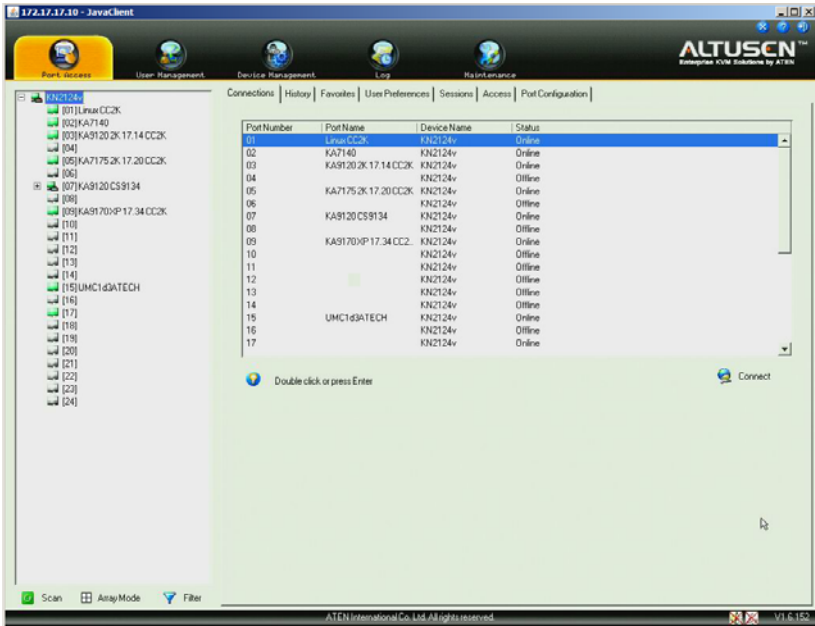 172.17.17.10 - JavaClient
ALTUSEN™
Enterprise KVM Solutions by ATEN
Port Access User Management Device Management Log Maintenance
Connections History Favorites User Preferences Sessions Access Port Configuration
KN2124v
[01]Linux CC2K
[02]KA7140
[03]KA9120 2K 17.14 CC2K
[04]
[05]KA7175 2K 17.20 CC2K
[06]
[07]KA9120 CS9134
[08]
[09]KA9170 XP 17.34 CC2K
[10]
[11]
[12]
[13]
[14]
[15]UMC1d3ATECH
[16]
[17]
[18]
[19]
[20]
[21]
[22]
[23]
[24]
Scan Array Mode Filter
Port Number Port Name Device Name Status
01 Linux CC2K KN2124v Online
02 KA7140 KN2124v Online
03 KA9120 2K 17.14 CC2K KN2124v Online
04 KN2124v Offline
05 KA7175 2K 17.20 CC2K KN2124v Online
06 KN2124v Offline
07 KA9120 CS9134 KN2124v Online
08 KN2124v Offline
09 KA9170 XP 17.34 CC2.. KN2124v Online
10 KN2124v Offline
11 KN2124v Offline
12 KN2124v Offline
13 KN2124v Offline
14 KN2124v Offline
15 UMC1d3ATECH KN2124v Online
16 KN2124v Offline
17 KN2124v Online
Double click or press Enter
Connect
ATEN International Co. Ltd. All rights reserved.
V1.6.152